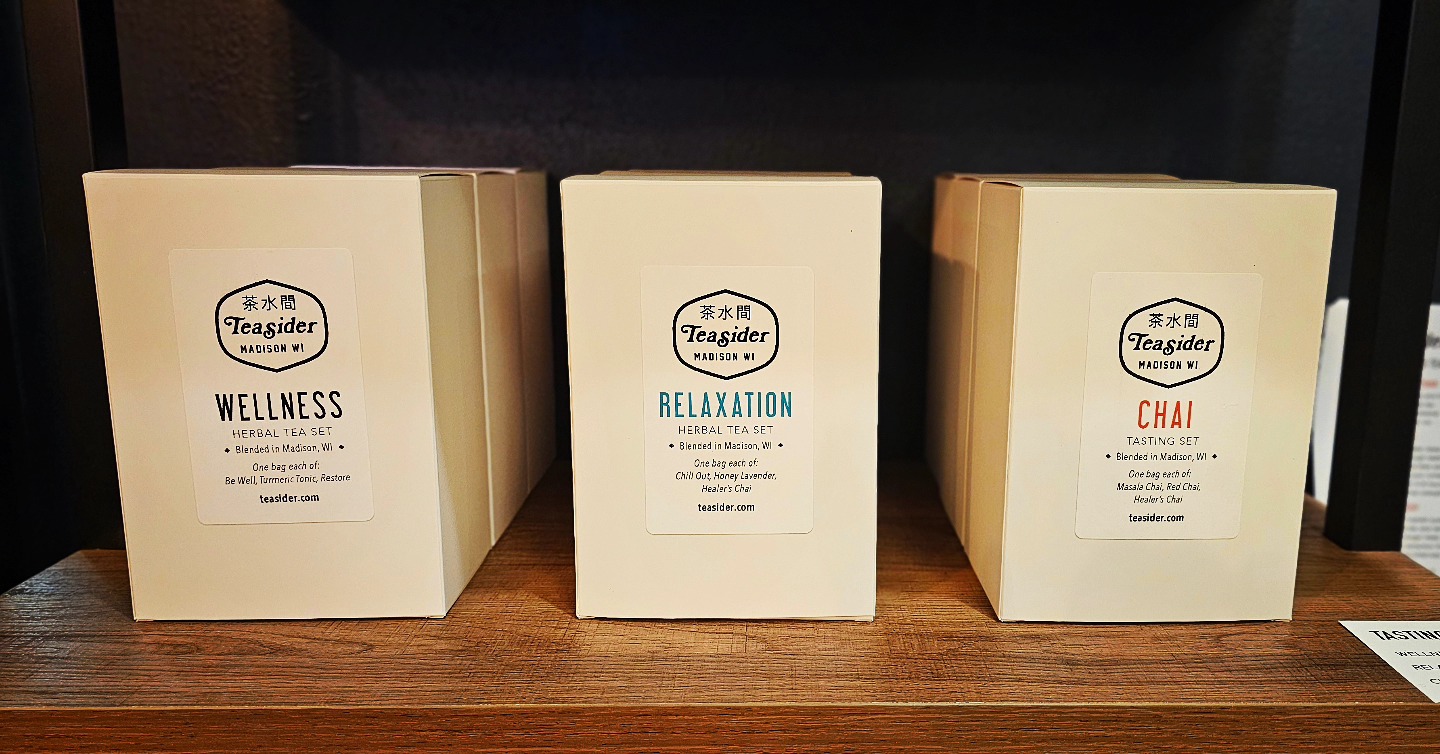 茶水間
Teasider
MADISON WI
WELLNESS
HERBAL TEA SET
◆ Blended in Madison, WI ◆
One bag each of:
Be Well, Turmeric Tonic, Restore
teasider.com
茶水間
Teasider
MADISON WI
RELAXATION
HERBAL TEA SET
◆ Blended in Madison, WI ◆
One bag each of:
Chill Out, Honey Lavender,
Healer's Chai
teasider.com
茶水間
Teasider
MADISON WI
CHAI
TASTING SET
◆ Blended in Madison, WI ◆
One bag each of:
Masala Chai, Red Chai,
Healer's Chai
teasider.com
TASTING